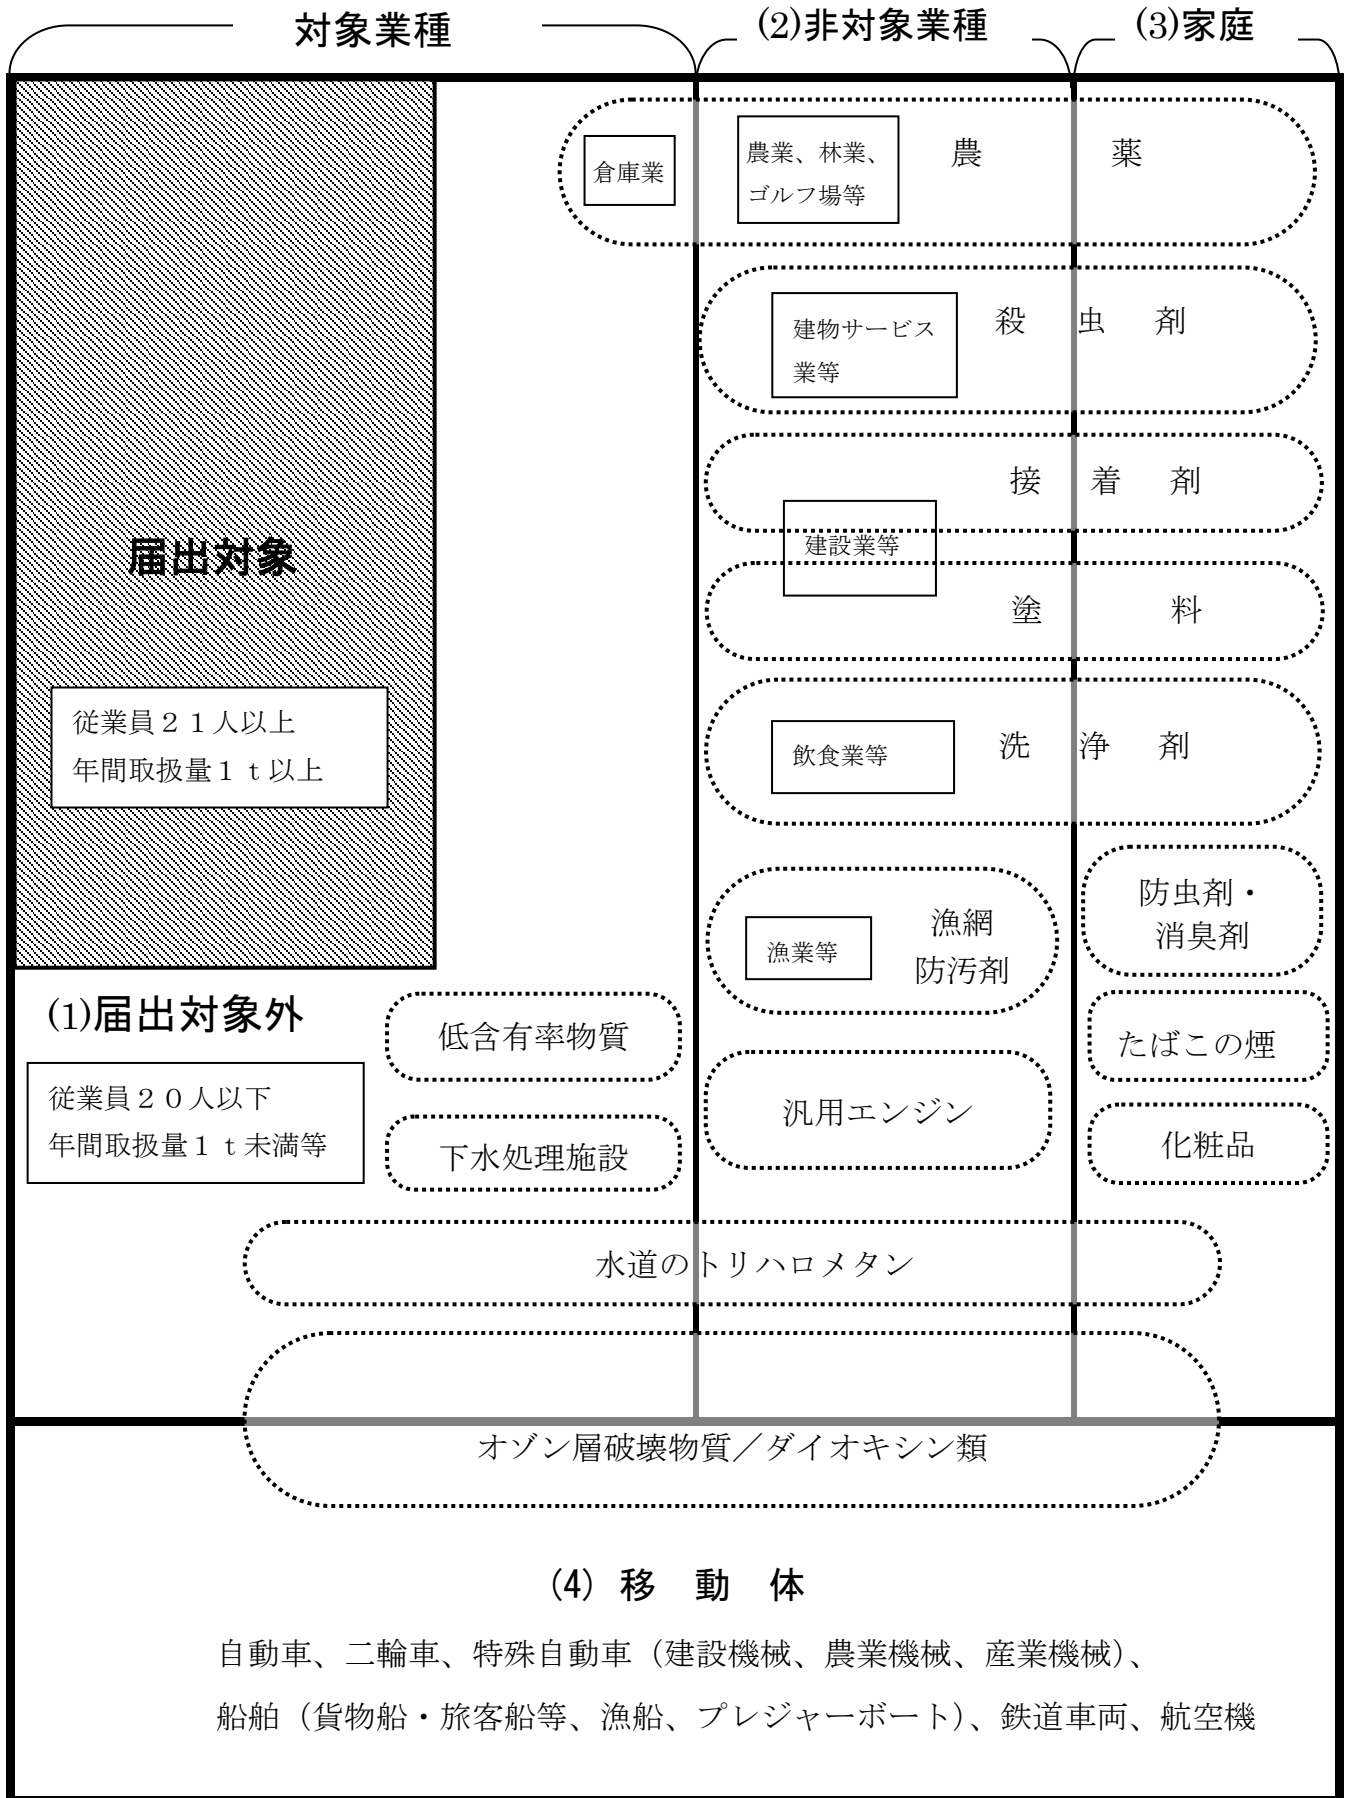 対象業種
(2)非対象業種
(3)家庭
倉庫業
農業、林業、
ゴルフ場等
農 薬
建物サービス
業等
殺 虫 剤
接 着 剤
建設業等
塗 料
届出対象
従業員２１人以上
年間取扱量１ｔ以上
飲食業等
洗 浄 剤
漁業等
漁網
防汚剤
防虫剤・
消臭剤
(1)届出対象外
従業員２０人以下
年間取扱量１ｔ未満等
低含有率物質
下水処理施設
汎用エンジン
たばこの煙
化粧品
水道のトリハロメタン
オゾン層破壊物質／ダイオキシン類
(4) 移 動 体
自動車、二輪車、特殊自動車（建設機械、農業機械、産業機械）、
船舶（貨物船・旅客船等、漁船、プレジャーボート）、鉄道車両、航空機